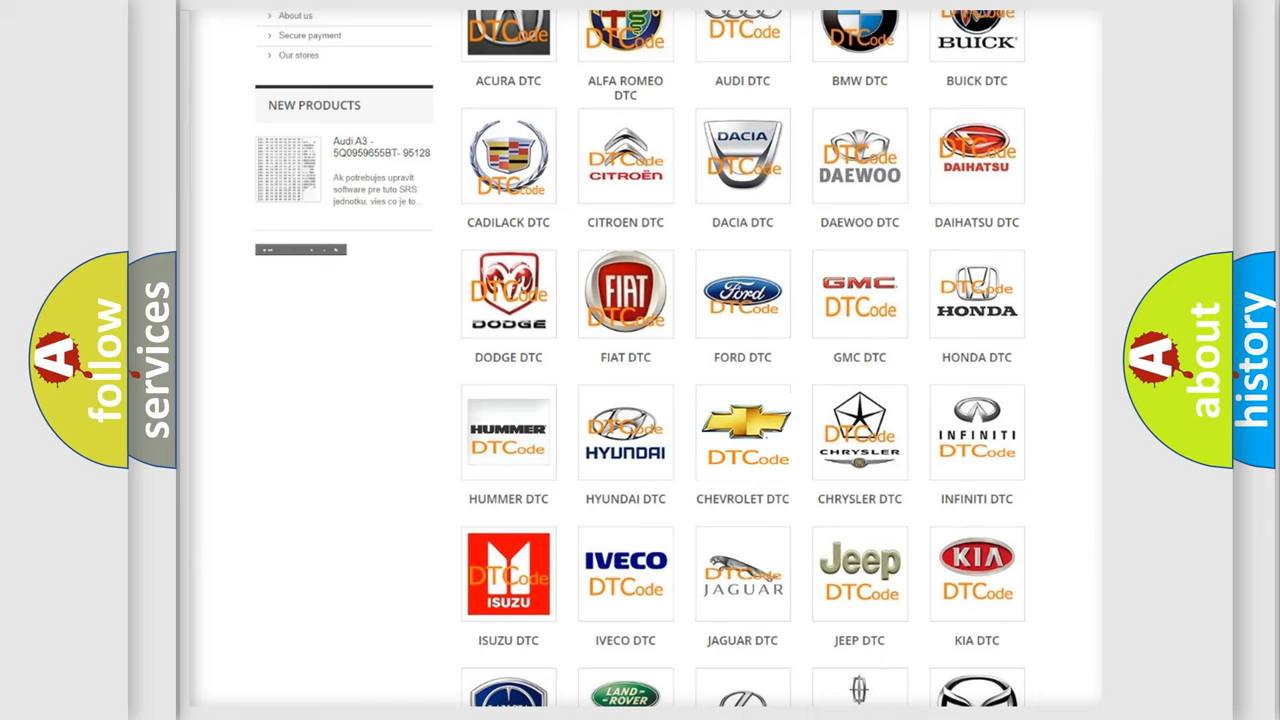 About us
Secure payment
Our stores
NEW PRODUCTS
Audi A3 -
5Q0959655BT- 95128
Ak potrebujes upravit
software pre tuto SRS
jednotku, vies co je to...
follow
services
DTCode
DTCode
DTCode
DTCode
BUICK
ACURA DTC
ALFA ROMEO
DTC
AUDI DTC
BMW DTC
BUICK DTC
DTCode
DTCode
CITROËN
DACIA
DTCode
DTCode
DAEWOO
DTCode
DAIHATSU
CADILACK DTC
CITROEN DTC
DACIA DTC
DAEWOO DTC
DAIHATSU DTC
DTCode
DODGE
FIAT
DTCode
Ford
DTCode
GMC
DTCode
DTCode
HONDA
DODGE DTC
FIAT DTC
FORD DTC
GMC DTC
HONDA DTC
HUMMER
DTCode
DTCode
HYUNDAI
DTCode
DTCode
CHRYSLER
INFINITI
DTCode
HUMMER DTC
HYUNDAI DTC
CHEVROLET DTC
CHRYSLER DTC
INFINITI DTC
DTCode
ISUZU
IVECO
DTCode
DTCode
JAGUAR
Jeep
DTCode
KIA
DTCode
ISUZU DTC
IVECO DTC
JAGUAR DTC
JEEP DTC
KIA DTC
LAND-
ROVER
A
about
history
A